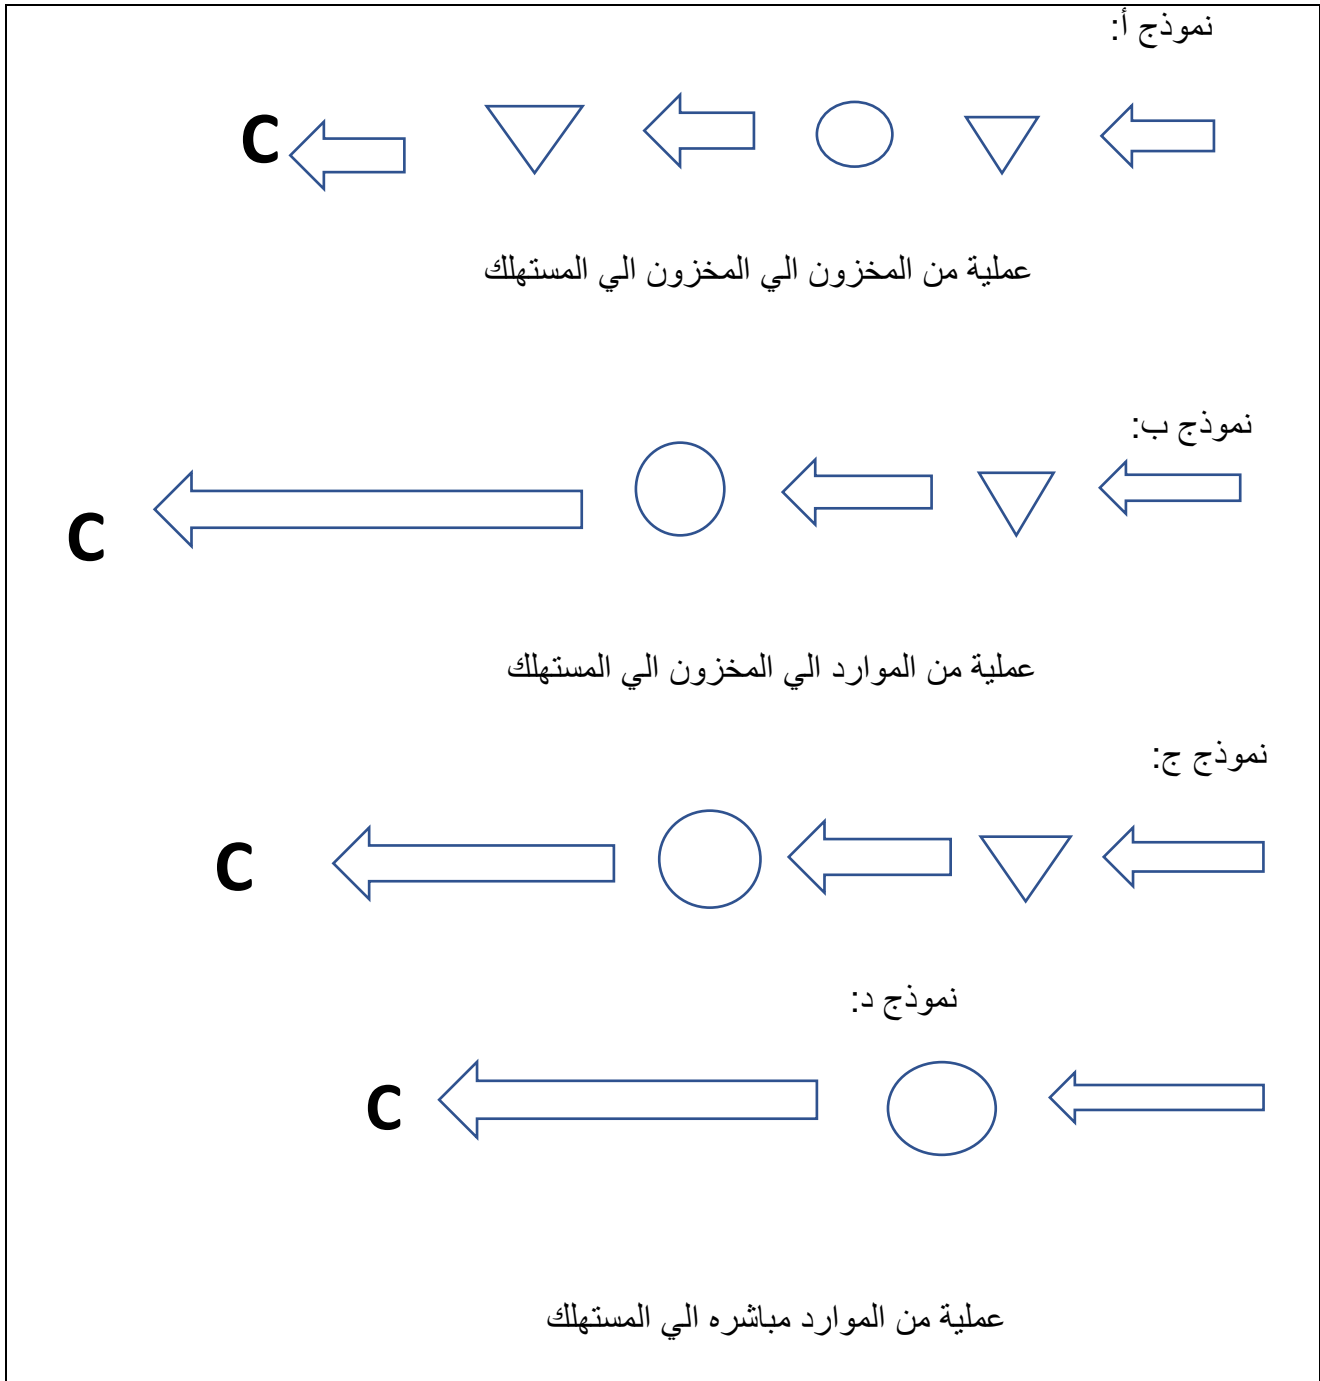 نموذج أ:
C
عملية من المخزون الي المخزون الي المستهلك
نموذج ب:
C
عملية من الموارد الي المخزون الي المستهلك
نموذج ج:
C
نموذج د:
C
عملية من الموارد مباشره الي المستهلك